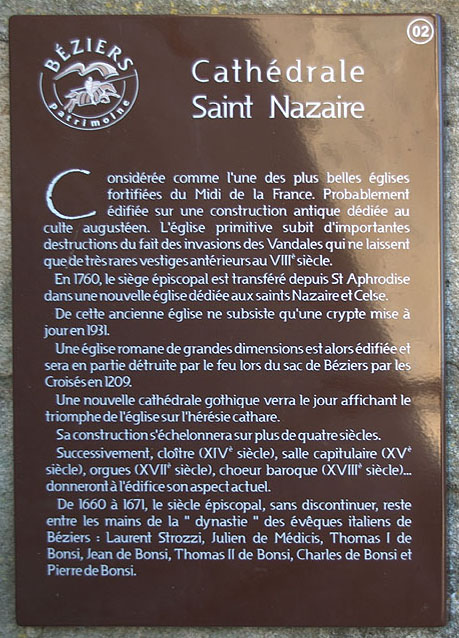 02
BÉZIERS
patrimoine
Cathédrale
Saint Nazaire
Considérée comme l'une des plus belles églises
fortifiées du Midi de la France. Probablement
édifiée sur une construction antique dédiée au
culte augustéen. L'église primitive subit d'importantes
destructions du fait des invasions des Vandales qui ne laissent
que de très rares vestiges antérieurs au VIIIè siècle.
En 1760, le siège épiscopal est transféré depuis St Aphrodise
dans une nouvelle église dédiée aux saints Nazaire et Celse.
De cette ancienne église ne subsiste qu'une crypte mise à
jour en 1931.
Une église romane de grandes dimensions est alors édifiée et
sera en partie détruite par le feu lors du sac de Béziers par les
Croisés en 1209.
Une nouvelle cathédrale gothique verra le jour affichant le
triomphe de l'église sur l'hérésie cathare.
Sa construction s'échelonnera sur plus de quatre siècles.
Successivement, cloître (XIVè siècle), salle capitulaire (XVè
siècle), orgues (XVIIè siècle), choeur baroque (XVIIIè siècle)...
donneront à l'édifice son aspect actuel.
De 1660 à 1671, le siècle épiscopal, sans discontinuer, reste
entre les mains de la " dynastie " des évêques italiens de
Béziers : Laurent Strozzi, Julien de Médicis, Thomas I de
Bonsi, Jean de Bonsi, Thomas II de Bonsi, Charles de Bonsi et
Pierre de Bonsi.